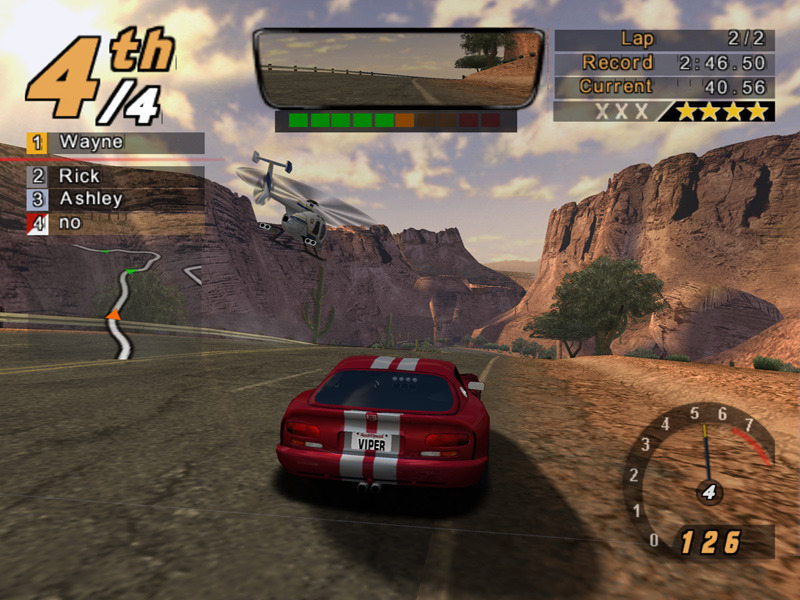 4th/4
Lap 2/2
Record 2:46.50
Current 40.56
XXX
1 Wayne
2 Rick
3 Ashley
4 no
VIPER
0 1 2 3 4 5 6 7
4
126